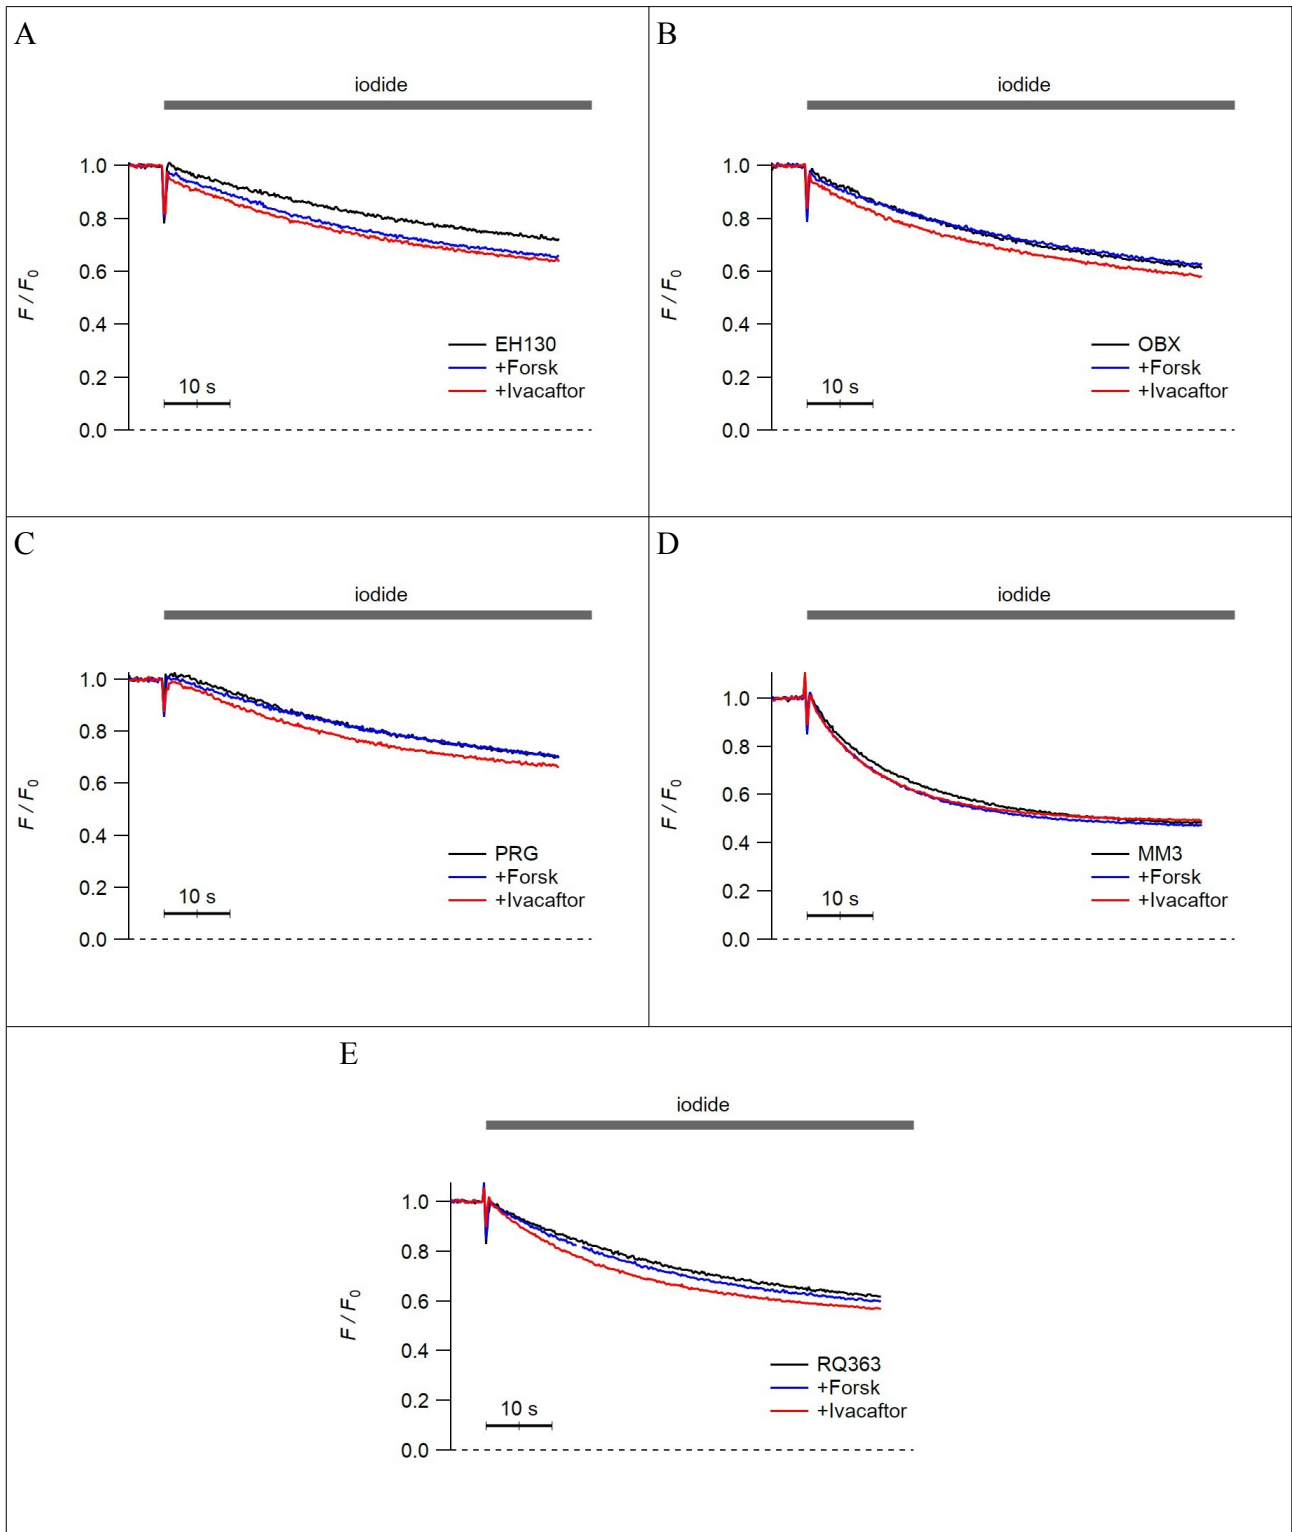 A
iodide
1.0
0.8
0.6
0.4
0.2
0.0
F / F0
10 s
EH130
+Forsk
+Ivacaftor
B
iodide
1.0
0.8
0.6
0.4
0.2
0.0
F / F0
10 s
OBX
+Forsk
+Ivacaftor
C
iodide
1.0
0.8
0.6
0.4
0.2
0.0
F / F0
10 s
PRG
+Forsk
+Ivacaftor
D
iodide
1.0
0.8
0.6
0.4
0.2
0.0
F / F0
10 s
MM3
+Forsk
+Ivacaftor
E
iodide
1.0
0.8
0.6
0.4
0.2
0.0
F / F0
10 s
RQ363
+Forsk
+Ivacaftor